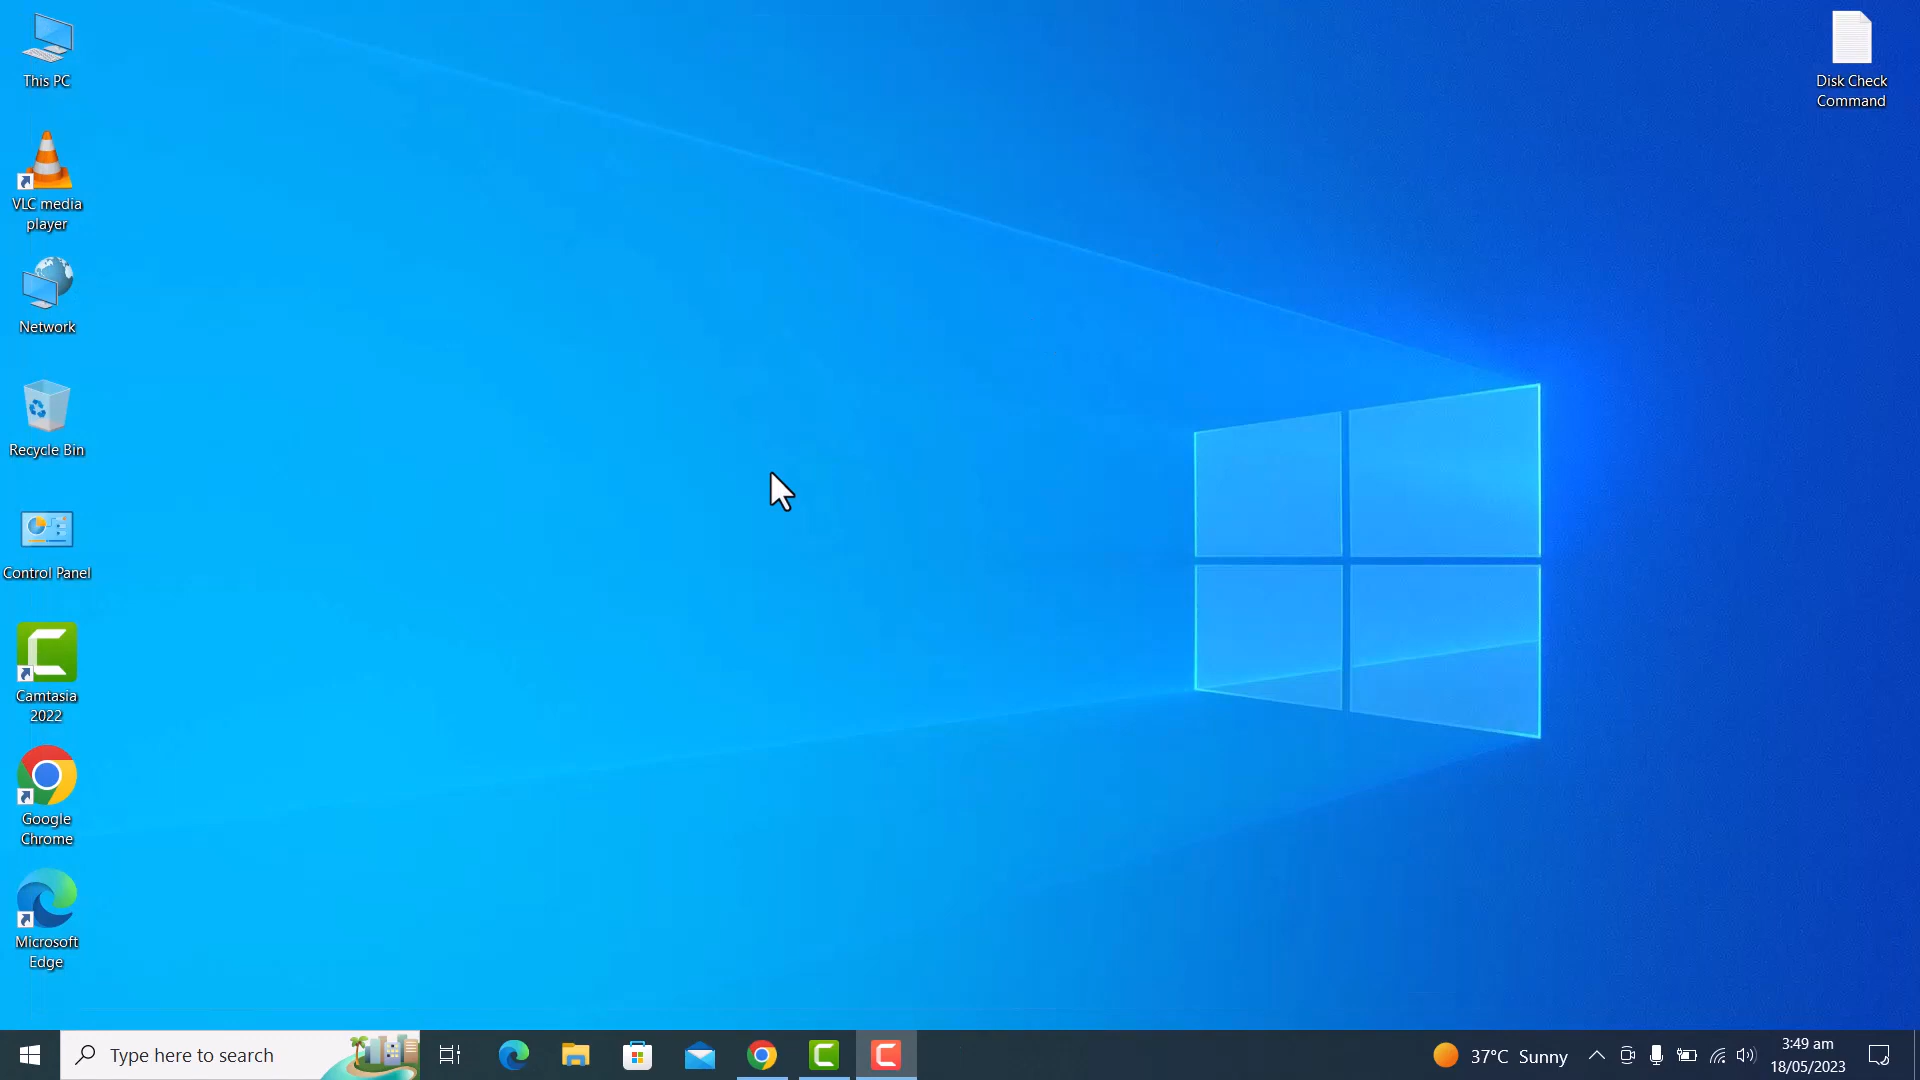 This PC
VLC media
player
Network
Recycle Bin
Control Panel
Camtasia
2022
Google
Chrome
Microsoft
Edge
Disk Check
Command
Type here to search
37°C Sunny
3:49 am
18/05/2023